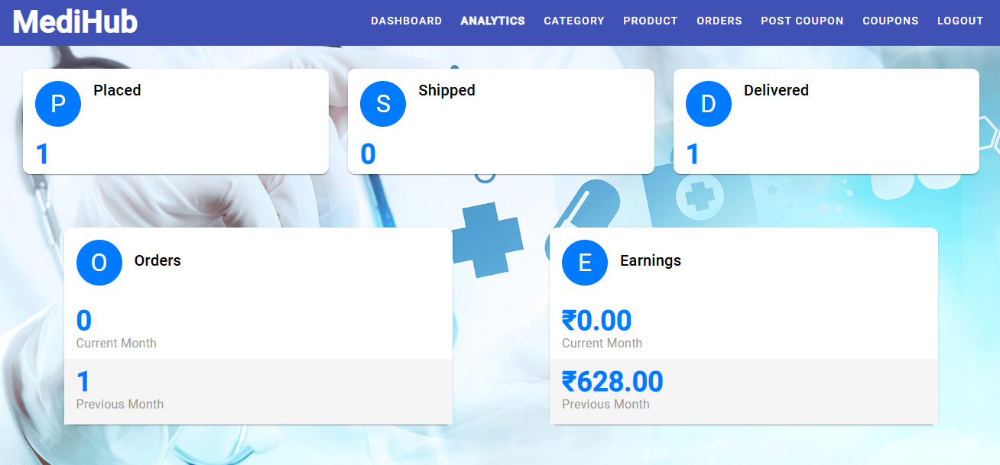 MediHub
DASHBOARD ANALYTICS CATEGORY PRODUCT ORDERS POST COUPON COUPONS LOGOUT
P Placed
1
S Shipped
0
D Delivered
1
O Orders
0
Current Month
1
Previous Month
E Earnings
₹0.00
Current Month
₹628.00
Previous Month